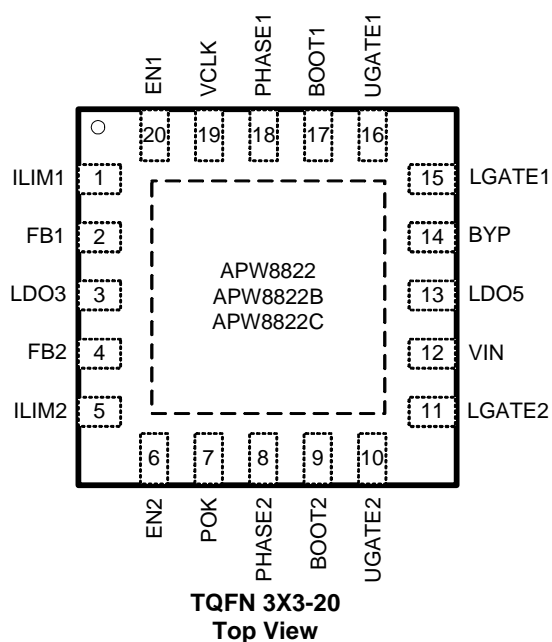 EN1
VCLK
PHASE1
BOOT1
UGATE1
20
19
18
17
16
ILIM1
1
15
LGATE1
FB1
2
14
BYP
LDO3
3
13
LDO5
FB2
4
12
VIN
ILIM2
5
11
LGATE2
APW8822
APW8822B
APW8822C
6
7
8
9
10
EN2
POK
PHASE2
BOOT2
UGATE2
TQFN 3X3-20
Top View